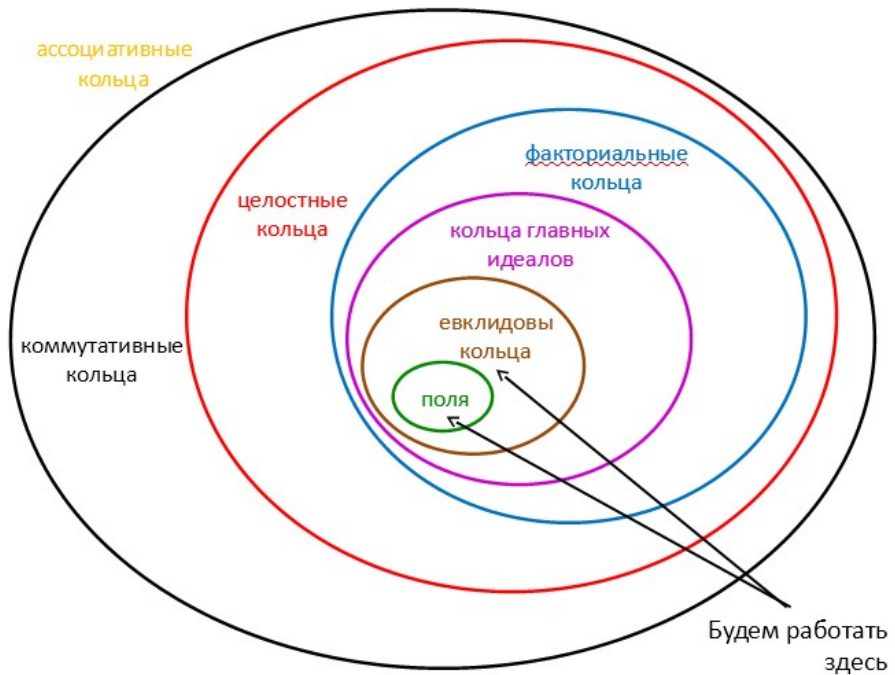 ассоциативные
кольца
факториальные
кольца
целостные
кольца
кольца главных
идеалов
евклидовы
кольца
коммутативные
кольца
поля
Будем работать
здесь